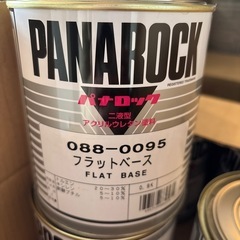 PANAROCK
パナロック
二液型
アクリルウレタン塗料
088-0095
フラットベース
FLAT BASE